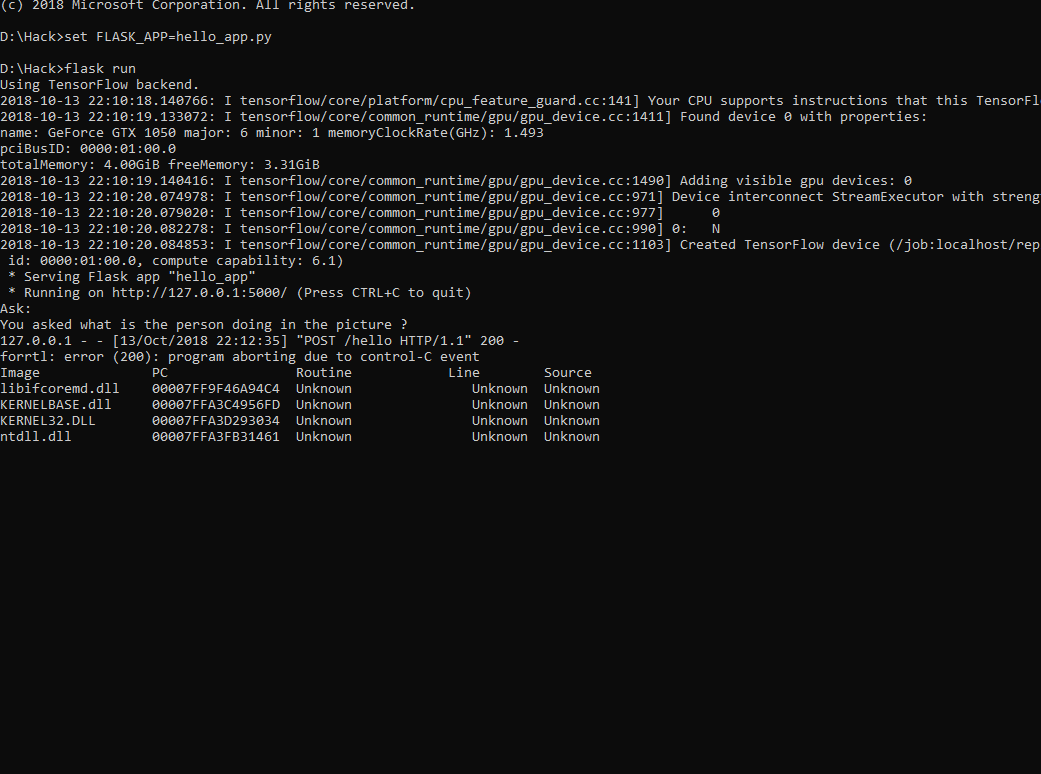 (c) 2018 Microsoft Corporation. All rights reserved.
D:\Hack>set FLASK_APP=hello_app.py
D:\Hack>flask run
Using TensorFlow backend.
2018-10-13 22:10:18.140766: I tensorflow/core/platform/cpu_feature_guard.cc:141] Your CPU supports instructions that this TensorFl
2018-10-13 22:10:19.133072: I tensorflow/core/common_runtime/gpu/gpu_device.cc:1411] Found device 0 with properties:
name: GeForce GTX 1050 major: 6 minor: 1 memoryClockRate(GHz): 1.493
pciBusID: 0000:01:00.0
totalMemory: 4.00GiB freeMemory: 3.31GiB
2018-10-13 22:10:19.140416: I tensorflow/core/common_runtime/gpu/gpu_device.cc:1490] Adding visible gpu devices: 0
2018-10-13 22:10:20.074978: I tensorflow/core/common_runtime/gpu/gpu_device.cc:971] Device interconnect StreamExecutor with streng
2018-10-13 22:10:20.079020: I tensorflow/core/common_runtime/gpu/gpu_device.cc:977]      0
2018-10-13 22:10:20.082278: I tensorflow/core/common_runtime/gpu/gpu_device.cc:990] 0:   N
2018-10-13 22:10:20.084853: I tensorflow/core/common_runtime/gpu/gpu_device.cc:1103] Created TensorFlow device (/job:localhost/rep
 id: 0000:01:00.0, compute capability: 6.1)
 * Serving Flask app "hello_app"
 * Running on http://127.0.0.1:5000/ (Press CTRL+C to quit)
Ask:
You asked what is the person doing in the picture ?
127.0.0.1 - - [13/Oct/2018 22:12:35] "POST /hello HTTP/1.1" 200 -
forrtl: error (200): program aborting due to control-C event
Image              PC                Routine            Line        Source
libifcoremd.dll    00007FF9F46A94C4  Unknown               Unknown  Unknown
KERNELBASE.dll     00007FFA3C4956FD  Unknown               Unknown  Unknown
KERNEL32.DLL       00007FFA3D293034  Unknown               Unknown  Unknown
ntdll.dll          00007FFA3FB31461  Unknown               Unknown  Unknown